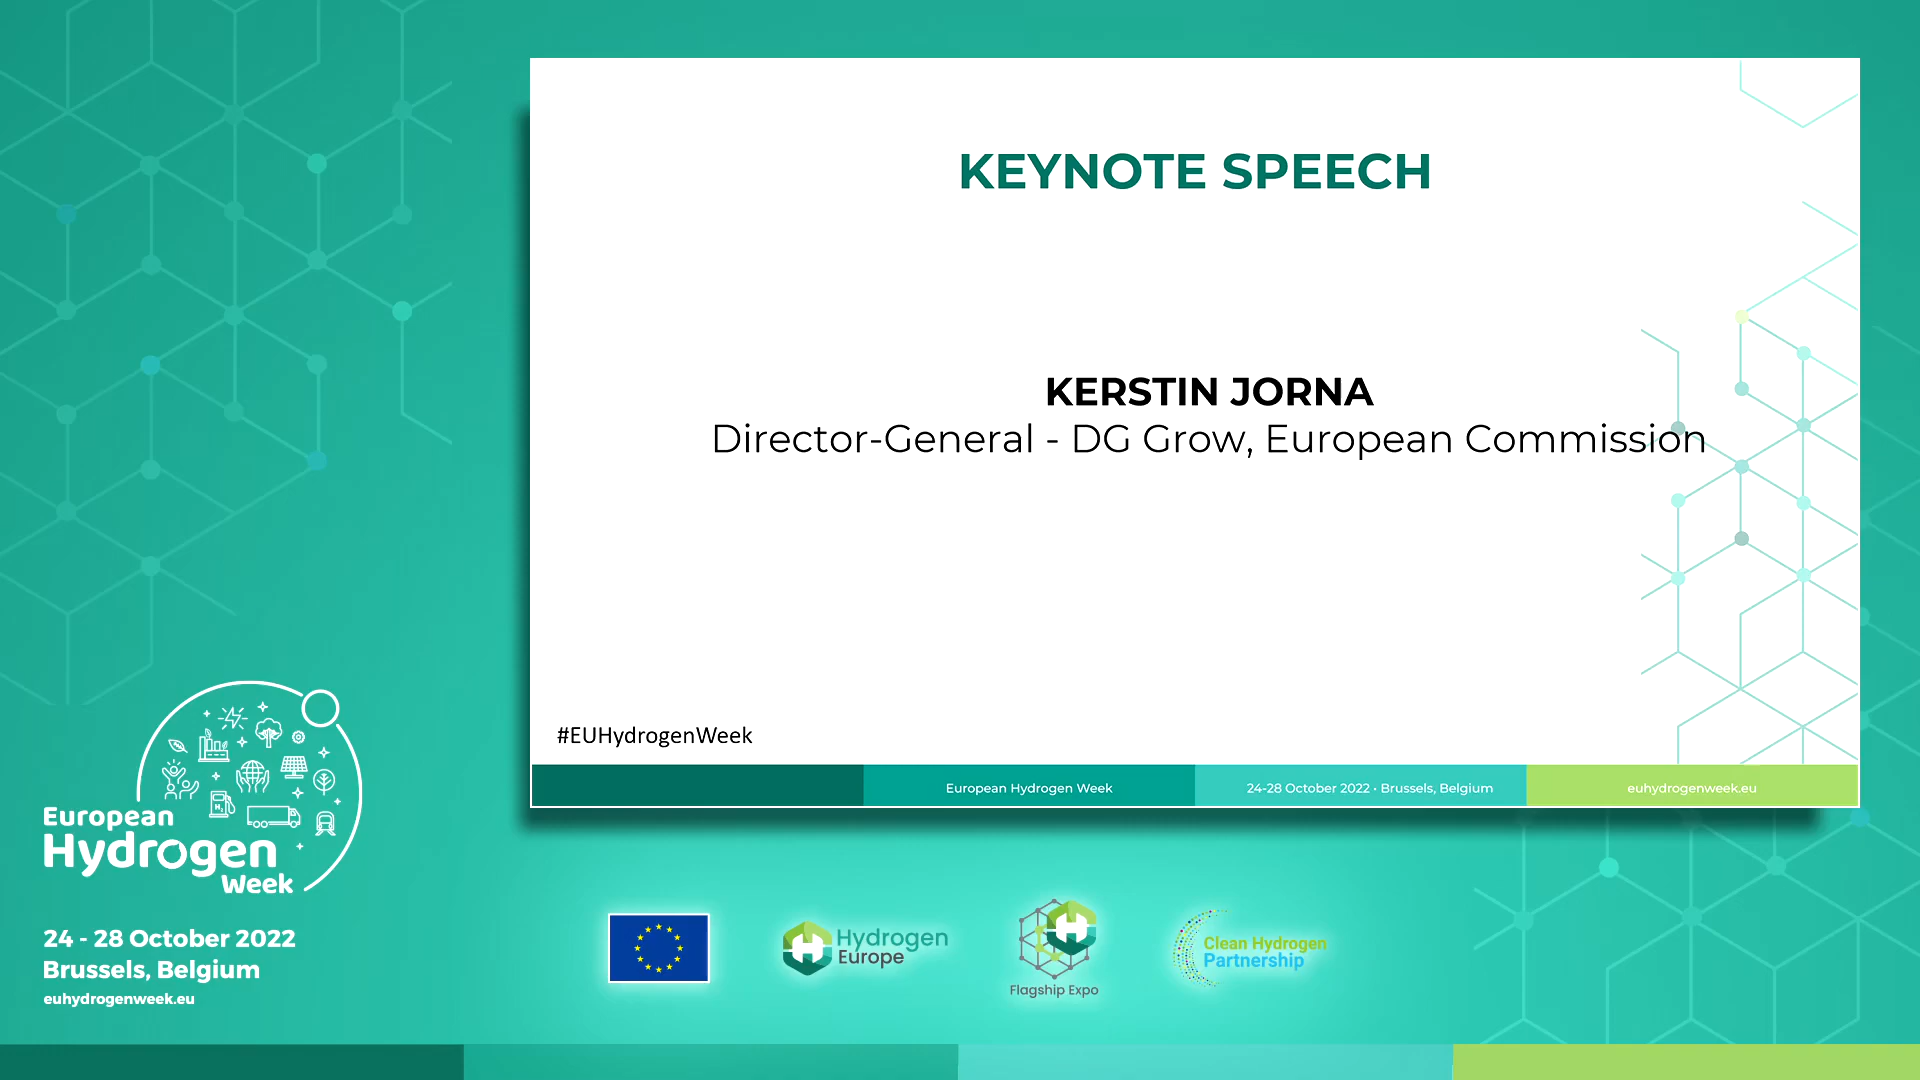 KEYNOTE SPEECH
KERSTIN JORNA
Director-General - DG Grow, European Commission
#EUHydrogenWeek
European Hydrogen Week
24-28 October 2022 · Brussels, Belgium
euhydrogenweek.eu
H₂
European
Hydrogen
Week
24 - 28 October 2022
Brussels, Belgium
euhydrogenweek.eu
Hydrogen
Europe
Flagship Expo
Clean Hydrogen
Partnership